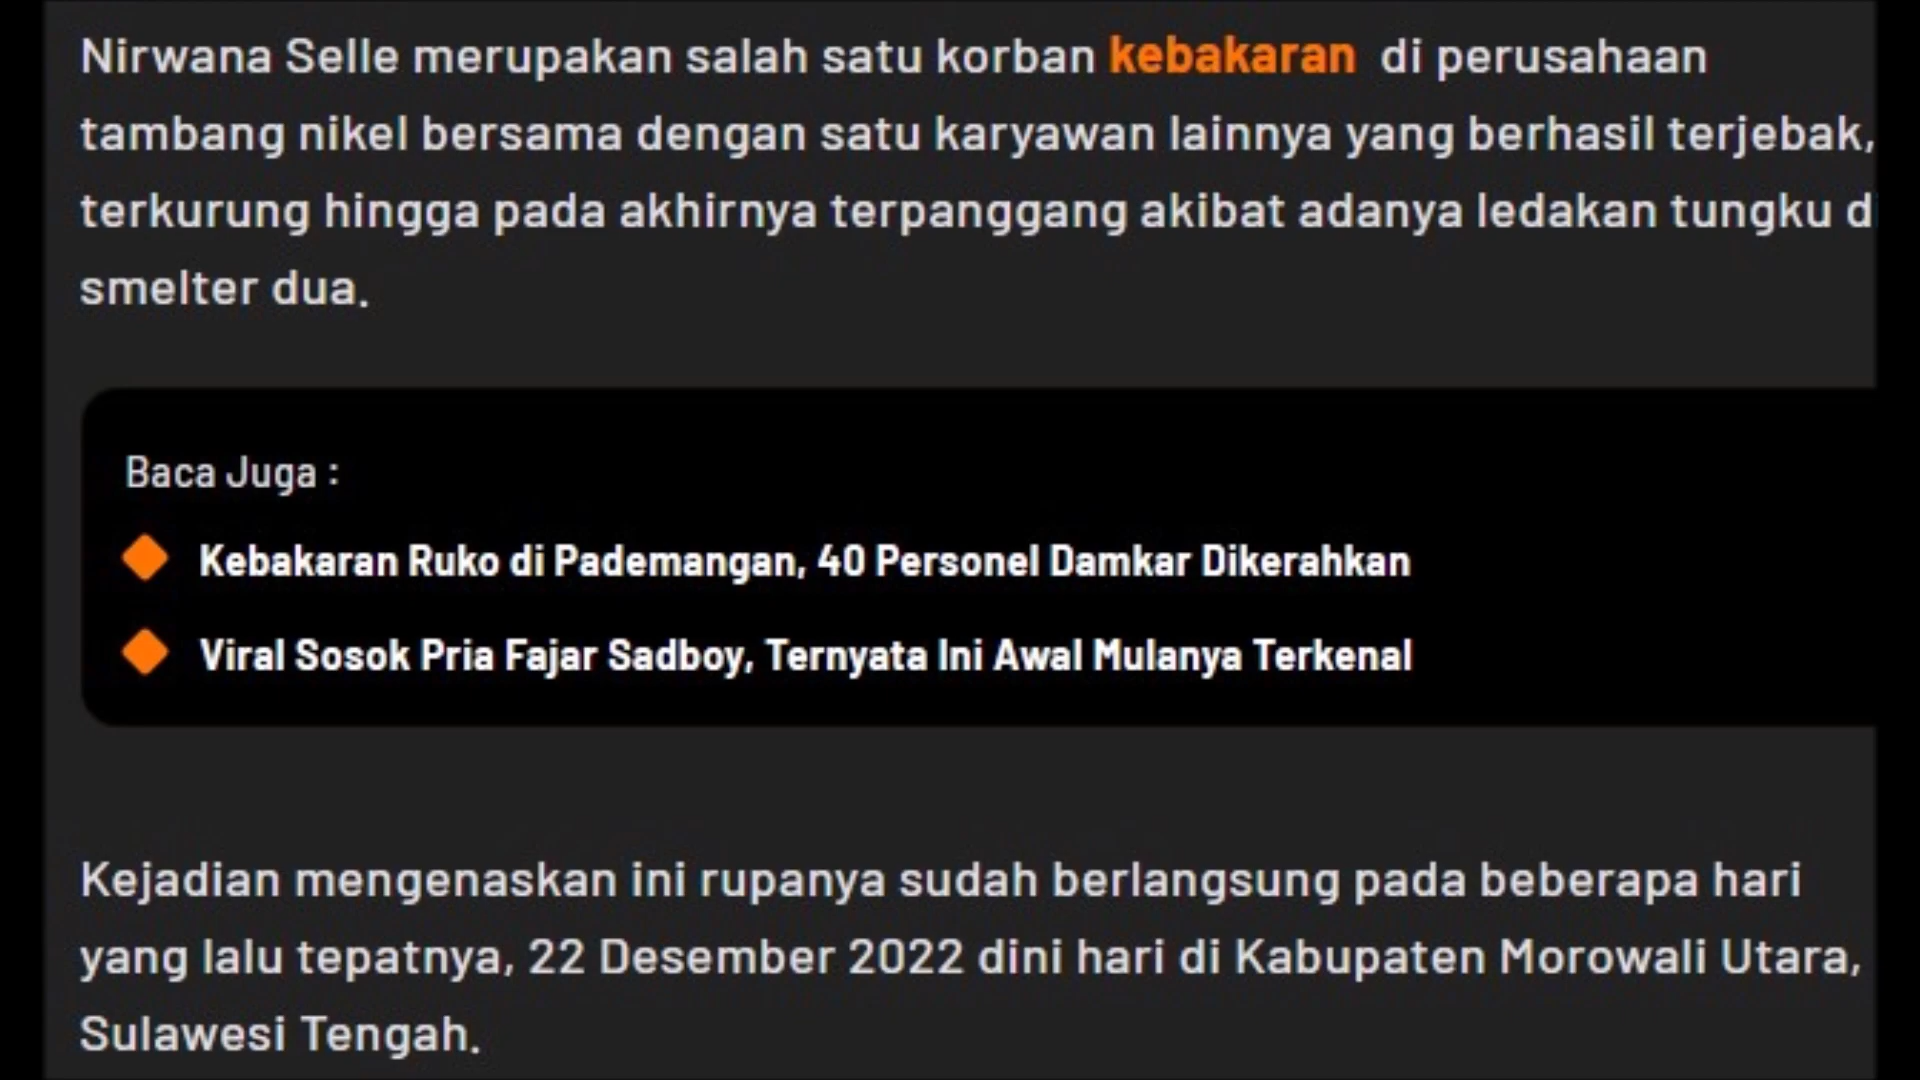 Nirwana Selle merupakan salah satu korban kebakaran di perusahaan
tambang nikel bersama dengan satu karyawan lainnya yang berhasil terjebak,
terkurung hingga pada akhirnya terpanggang akibat adanya ledakan tungku di
smelter dua.
Baca Juga :
Kebakaran Ruko di Pademangan, 40 Personel Damkar Dikerahkan
Viral Sosok Pria Fajar Sadboy, Ternyata Ini Awal Mulanya Terkenal
Kejadian mengenaskan ini rupanya sudah berlangsung pada beberapa hari
yang lalu tepatnya, 22 Desember 2022 dini hari di Kabupaten Morowali Utara,
Sulawesi Tengah.